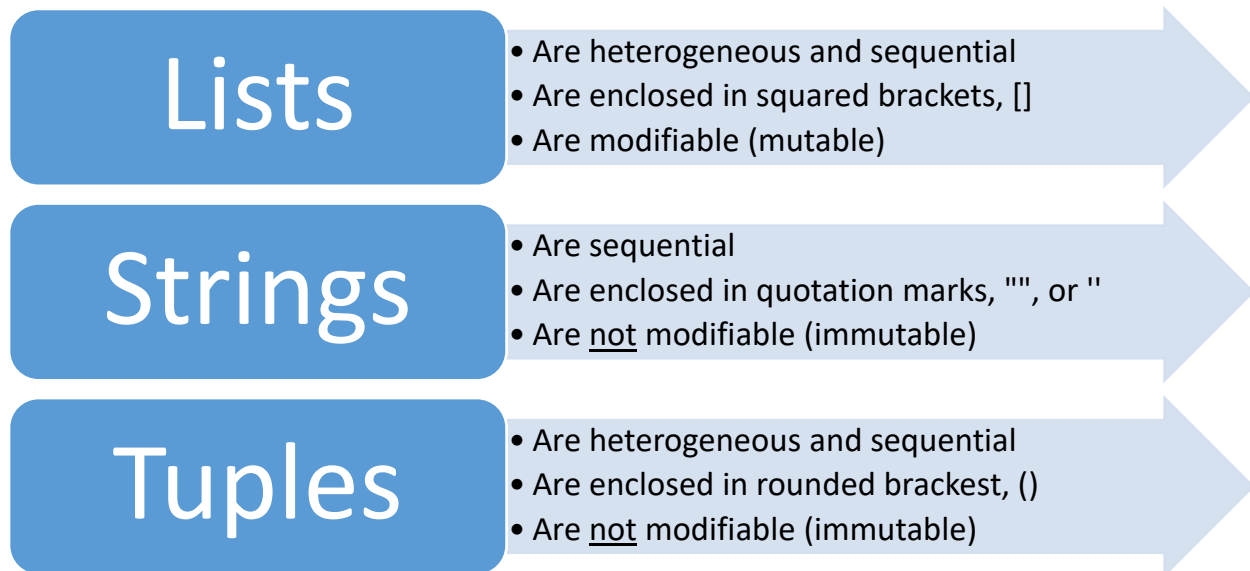 Lists
• Are heterogeneous and sequential
• Are enclosed in squared brackets, []
• Are modifiable (mutable)
Strings
• Are sequential
• Are enclosed in quotation marks, "", or ''
• Are not modifiable (immutable)
Tuples
• Are heterogeneous and sequential
• Are enclosed in rounded brackest, ()
• Are not modifiable (immutable)